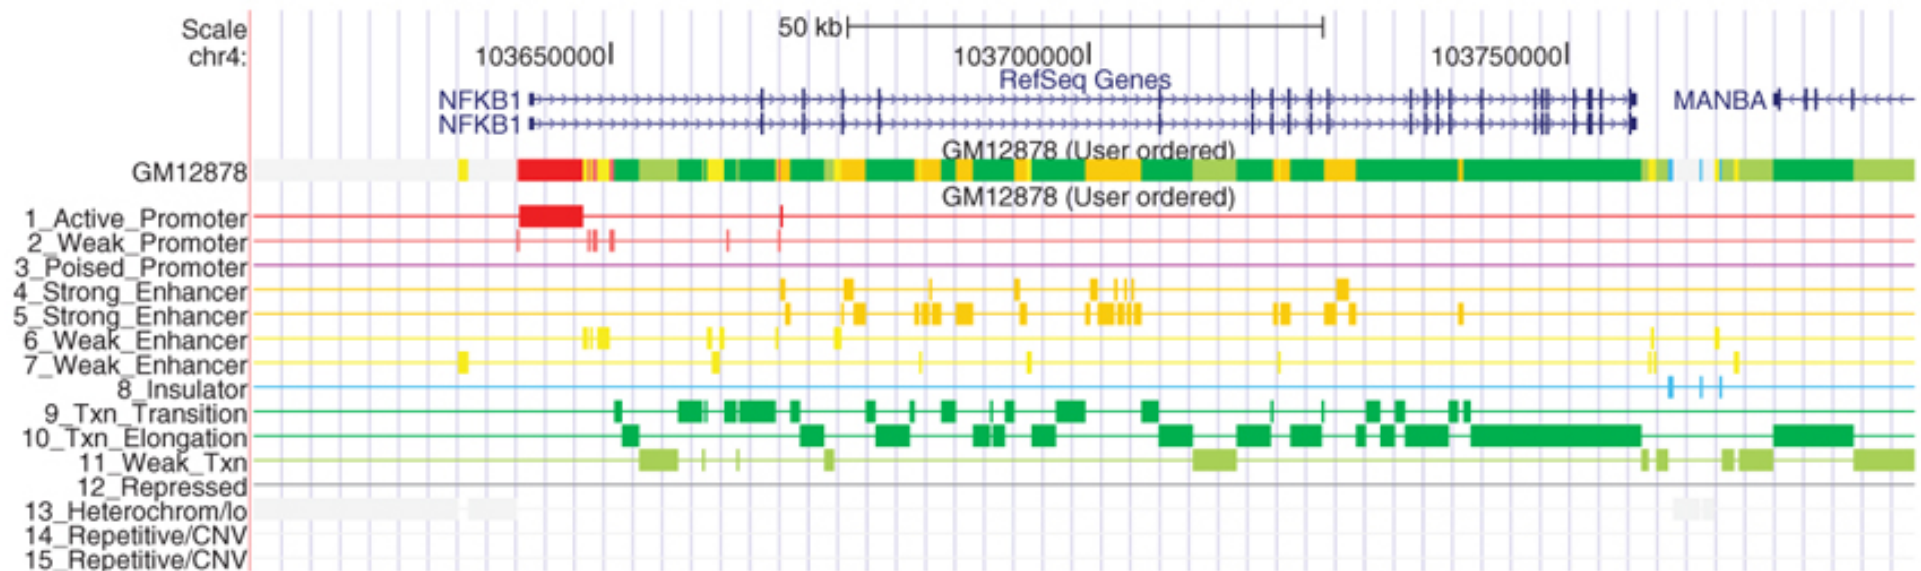 Scale 50 kb
chr4: 103650000 103700000 103750000
RefSeq Genes
NFKB1 MANBA
NFKB1
GM12878 (User ordered)
GM12878
GM12878 (User ordered)
1_Active_Promoter
2_Weak_Promoter
3_Poised_Promoter
4_Strong_Enhancer
5_Strong_Enhancer
6_Weak_Enhancer
7_Weak_Enhancer
8_Insulator
9_Txn_Transition
10_Txn_Elongation
11_Weak_Txn
12_Repressed
13_Heterochrom/lo
14_Repetitive/CNV
15_Repetitive/CNV